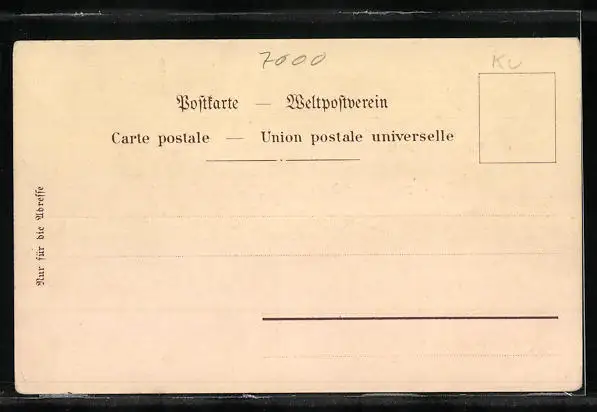 7000
KU
Postkarte — Weltpostverein
Carte postale — Union postale universelle
Nur für die Adresse